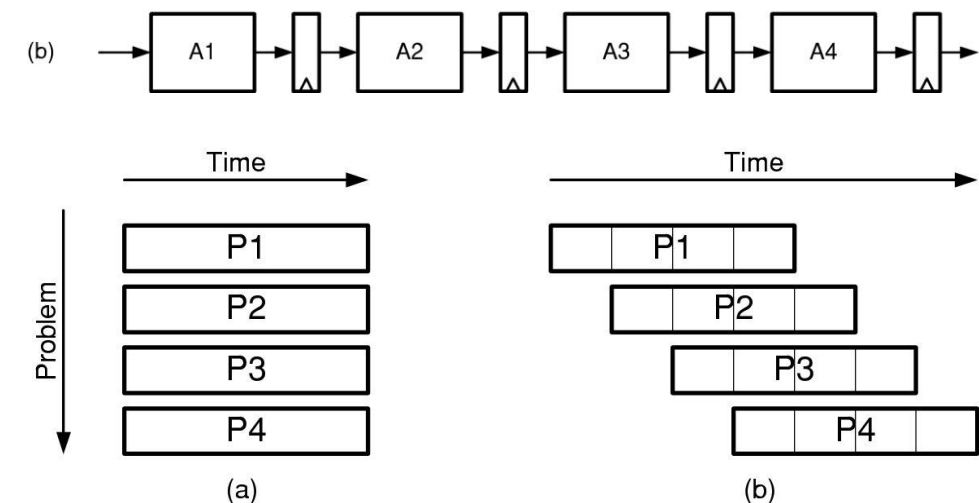 (b) A1 A2 A3 A4
Time Time
Problem
P1 P1
P2 P2
P3 P3
P4 P4
(a) (b)